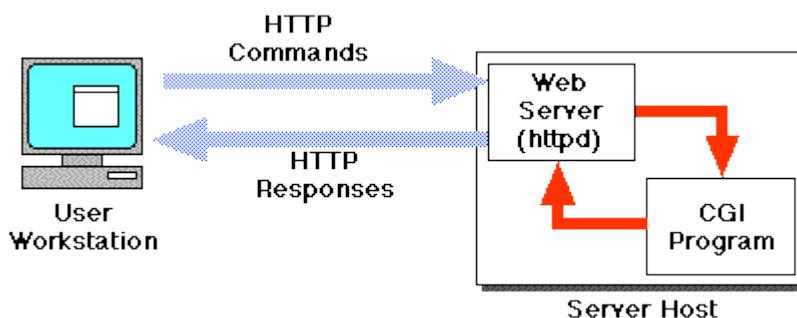 HTTP
Commands
HTTP
Responses
User
Workstation
Web
Server
(httpd)
CGI
Program
Server Host